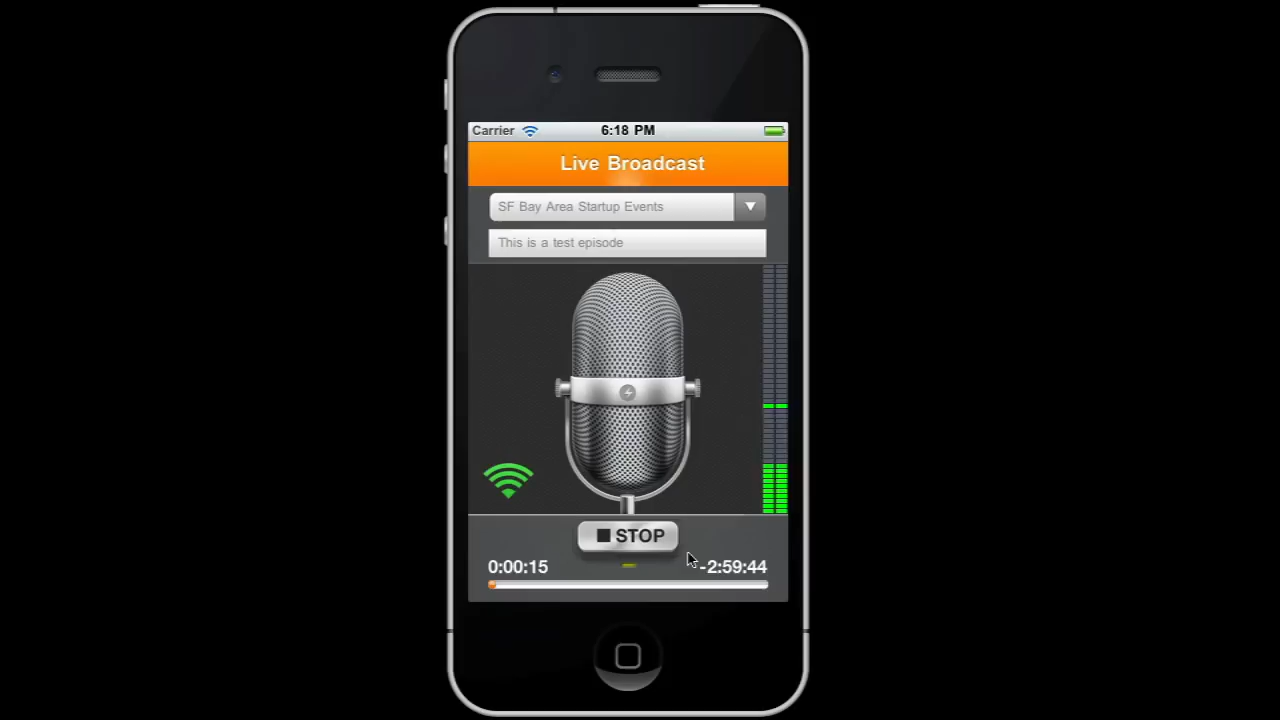 Carrier 6:18 PM
Live Broadcast
SF Bay Area Startup Events
This is a test episode
STOP
0:00:15 -2:59:44